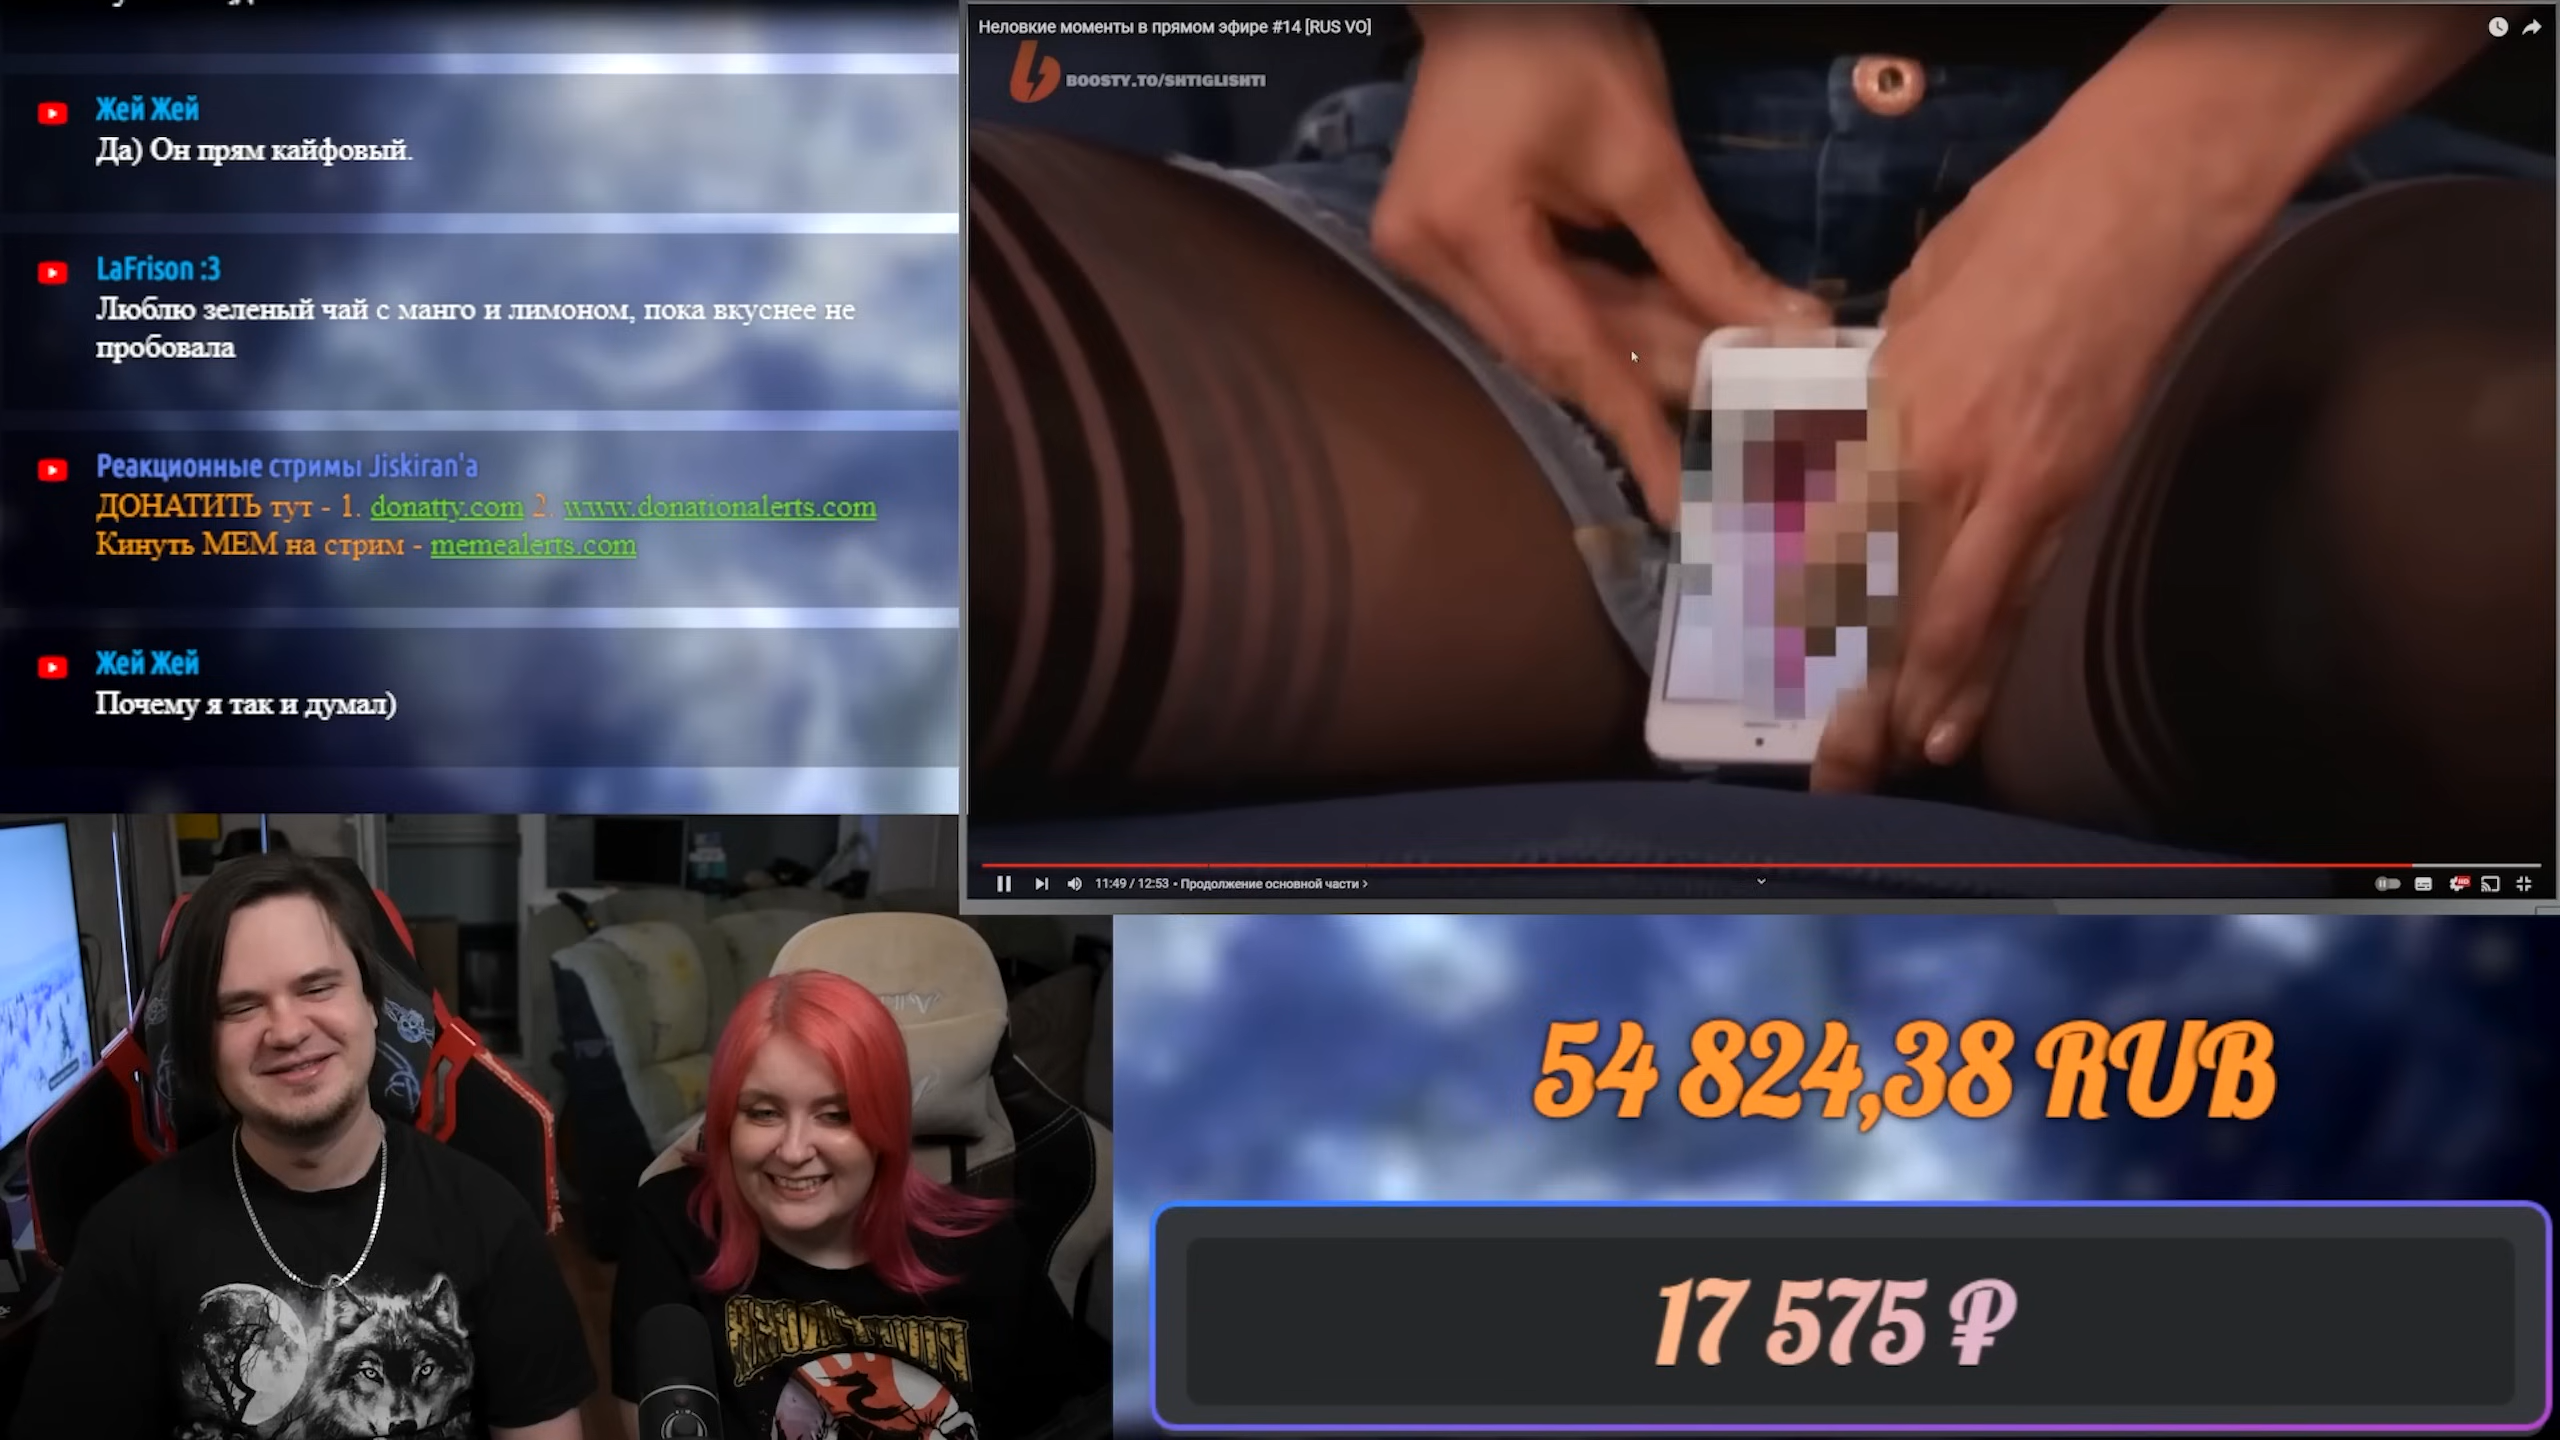 Жей Жей
Да) Он прям кайфовый.
LaFrison :3
Люблю зеленый чай с манго и лимоном, пока вкуснее не
пробовала
Реакционные стримы Jiskiran'a
ДОНАТИТЬ тут - 1. donatty.com 2. www.donationalerts.com
Кинуть МЕМ на стрим - memealerts.com
Жей Жей
Почему я так и думал)
Неловкие моменты в прямом эфире #14 [RUS VO]
BOOSTY.TO/SHTIGLISHTI
11:49 / 12:53 • Продолжение основной части
54 824,38 RUB
17 575 ₽